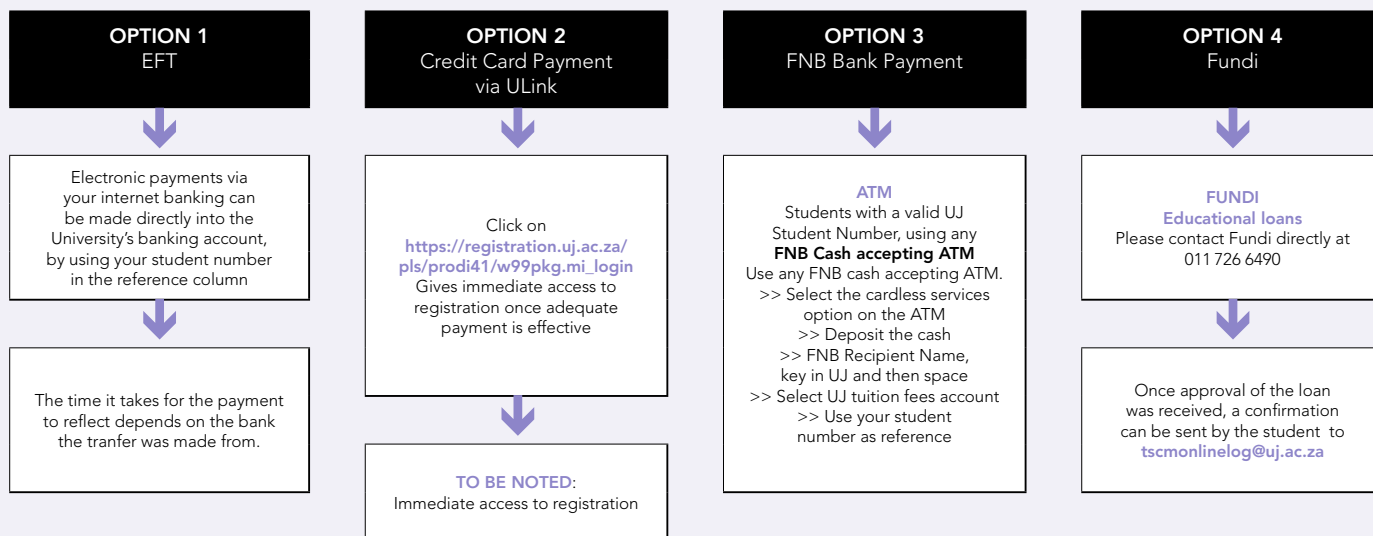 OPTION 1
EFT
Electronic payments via
your internet banking can
be made directly into the
University's banking account,
by using your student number
in the reference column
The time it takes for the payment
to reflect depends on the bank
the tranfer was made from.
OPTION 2
Credit Card Payment
via ULink
Click on
https://registration.uj.ac.za/
pls/prodi41/w99pkg.mi_login
Gives immediate access to
registration once adequate
payment is effective
TO BE NOTED:
Immediate access to registration
OPTION 3
FNB Bank Payment
ATM
Students with a valid UJ
Student Number, using any
FNB Cash accepting ATM
Use any FNB cash accepting ATM.
>> Select the cardless services
option on the ATM
>> Deposit the cash
>> FNB Recipient Name,
key in UJ and then space
>> Select UJ tuition fees account
>> Use your student
number as reference
OPTION 4
Fundi
FUNDI
Educational loans
Please contact Fundi directly at
011 726 6490
Once approval of the loan
was received, a confirmation
can be sent by the student to
tscmonlinelog@uj.ac.za